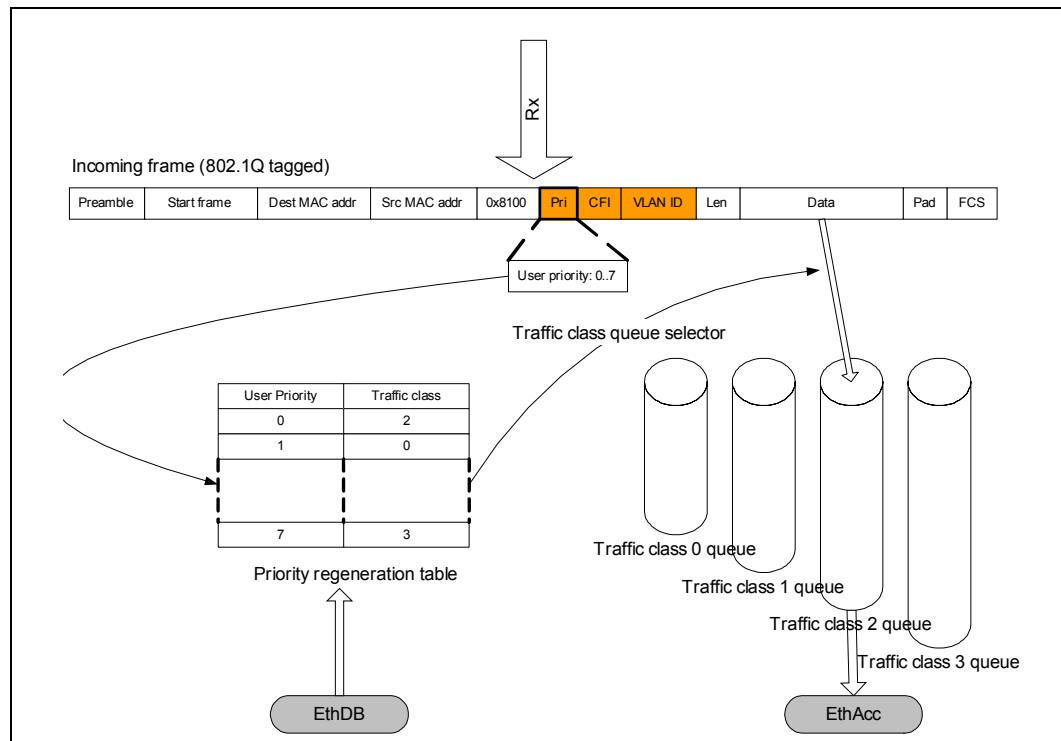 Rx
Incoming frame (802.1Q tagged)
Preamble Start frame Dest MAC addr Src MAC addr 0x8100 Pri CFI VLAN ID Len Data Pad FCS
User priority: 0..7
Traffic class queue selector
User Priority Traffic class
0 2
1 0
7 3
Priority regeneration table
Traffic class 0 queue
Traffic class 1 queue
Traffic class 2 queue
Traffic class 3 queue
EthDB
EthAcc